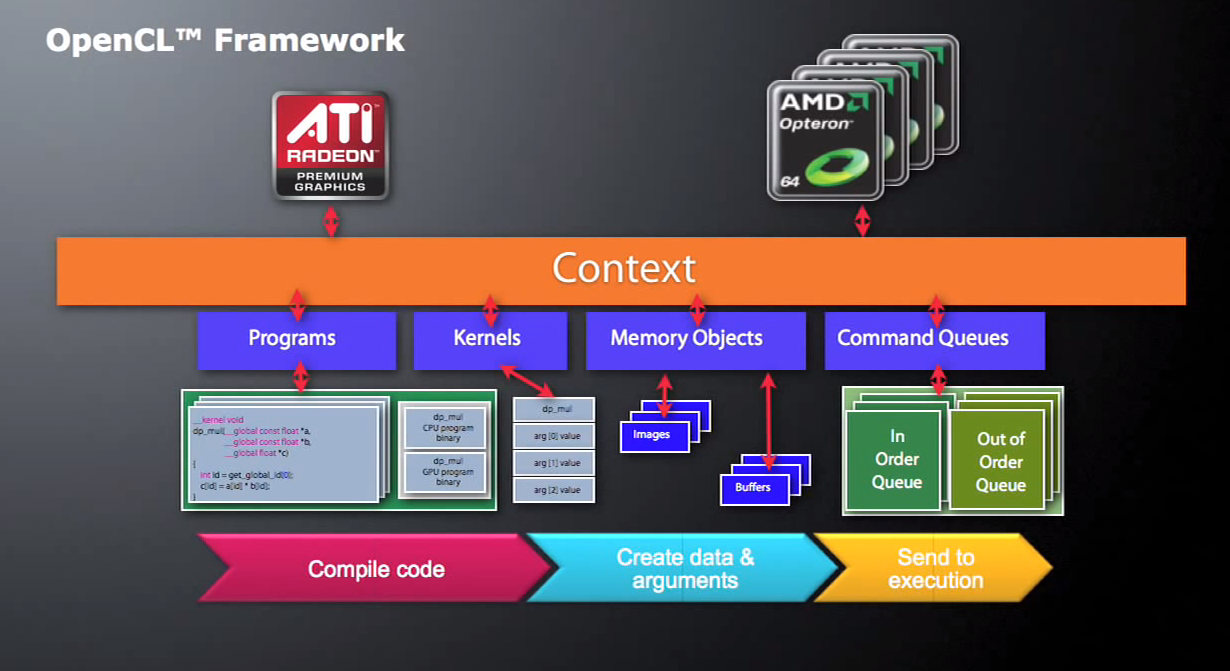 OpenCL™ Framework
ATI
RADEON™
PREMIUM
GRAPHICS
AMD
Opteron™
64
Context
Programs
Kernels
Memory Objects
Command Queues
__kernel void
dp_mul(__global const float *a,
__global const float *b,
__global float *c)
{
int id = get_global_id(0);
c[id] = a[id] * b[id];
}
dp_mul
CPU program
binary
dp_mul
GPU program
binary
dp_mul
arg [0] value
arg [1] value
arg [2] value
Images
Buffers
In
Order
Queue
Out of
Order
Queue
Compile code
Create data &
arguments
Send to
execution